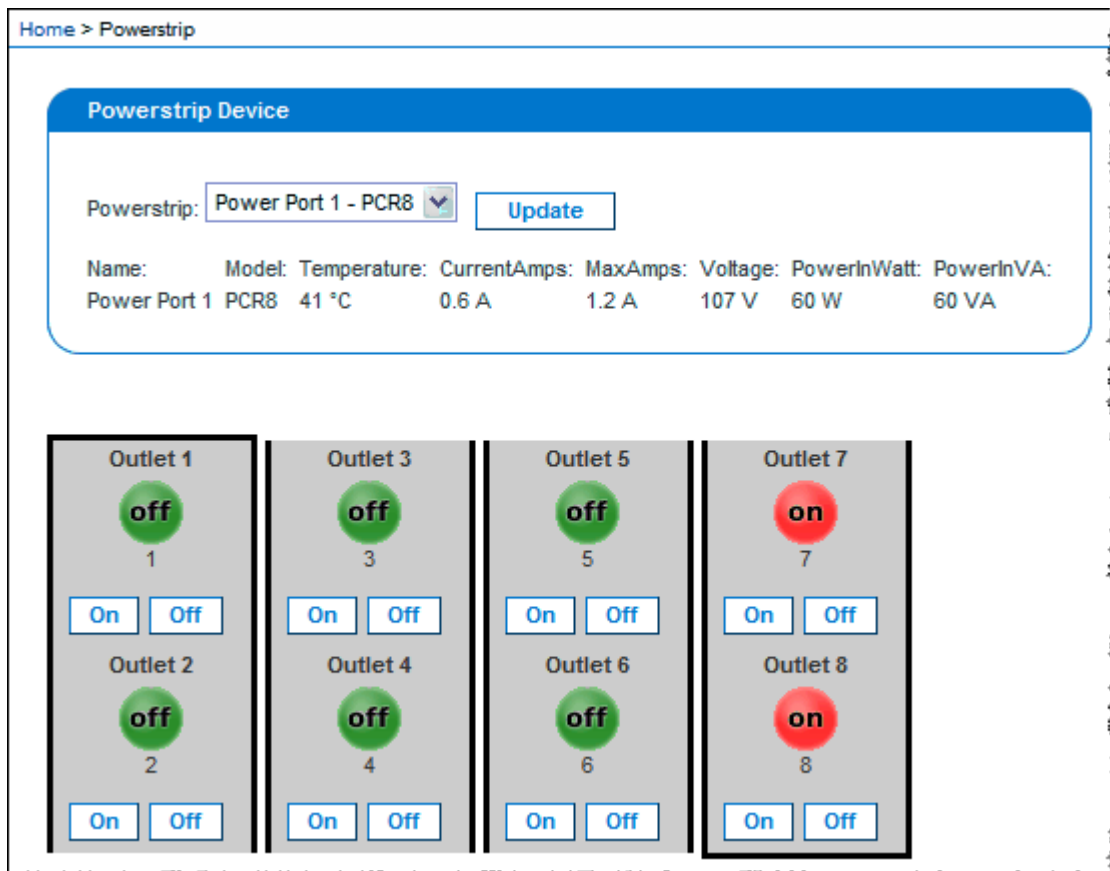 Home > Powerstrip
Powerstrip Device
Powerstrip: Power Port 1 - PCR8 Update
Name: Model: Temperature: CurrentAmps: MaxAmps: Voltage: PowerInWatt: PowerInVA:
Power Port 1 PCR8 41 °C 0.6 A 1.2 A 107 V 60 W 60 VA
Outlet 1 Outlet 3 Outlet 5 Outlet 7
off off off on
1 3 5 7
On Off On Off On Off On Off
Outlet 2 Outlet 4 Outlet 6 Outlet 8
off off off on
2 4 6 8
On Off On Off On Off On Off